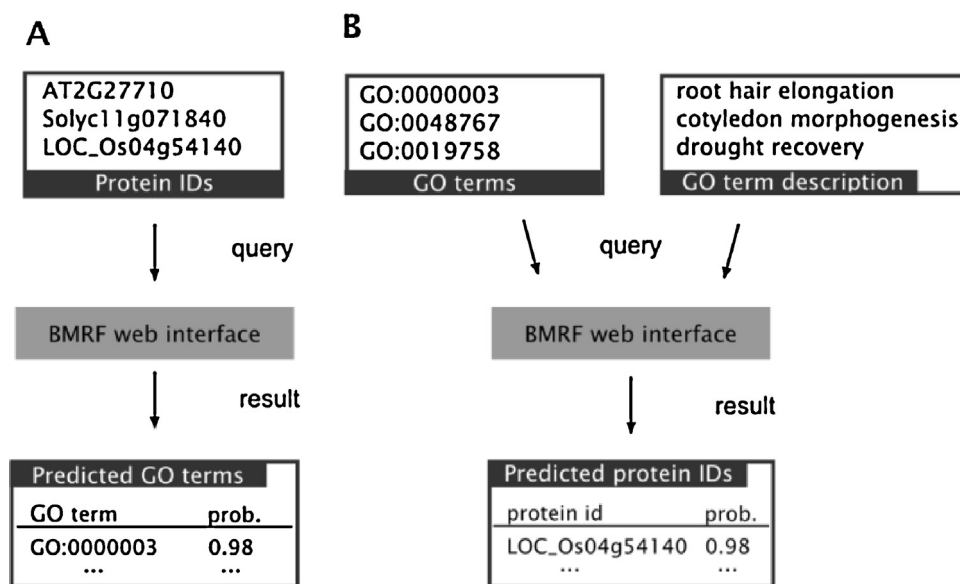 A
AT2G27710
Solyc11g071840
LOC_Os04g54140
Protein IDs
query
BMRF web interface
result
Predicted GO terms
GO term prob.
GO:0000003 0.98
... ...
B
GO:0000003
GO:0048767
GO:0019758
GO terms
root hair elongation
cotyledon morphogenesis
drought recovery
GO term description
query
BMRF web interface
result
Predicted protein IDs
protein id prob.
LOC_Os04g54140 0.98
... ...